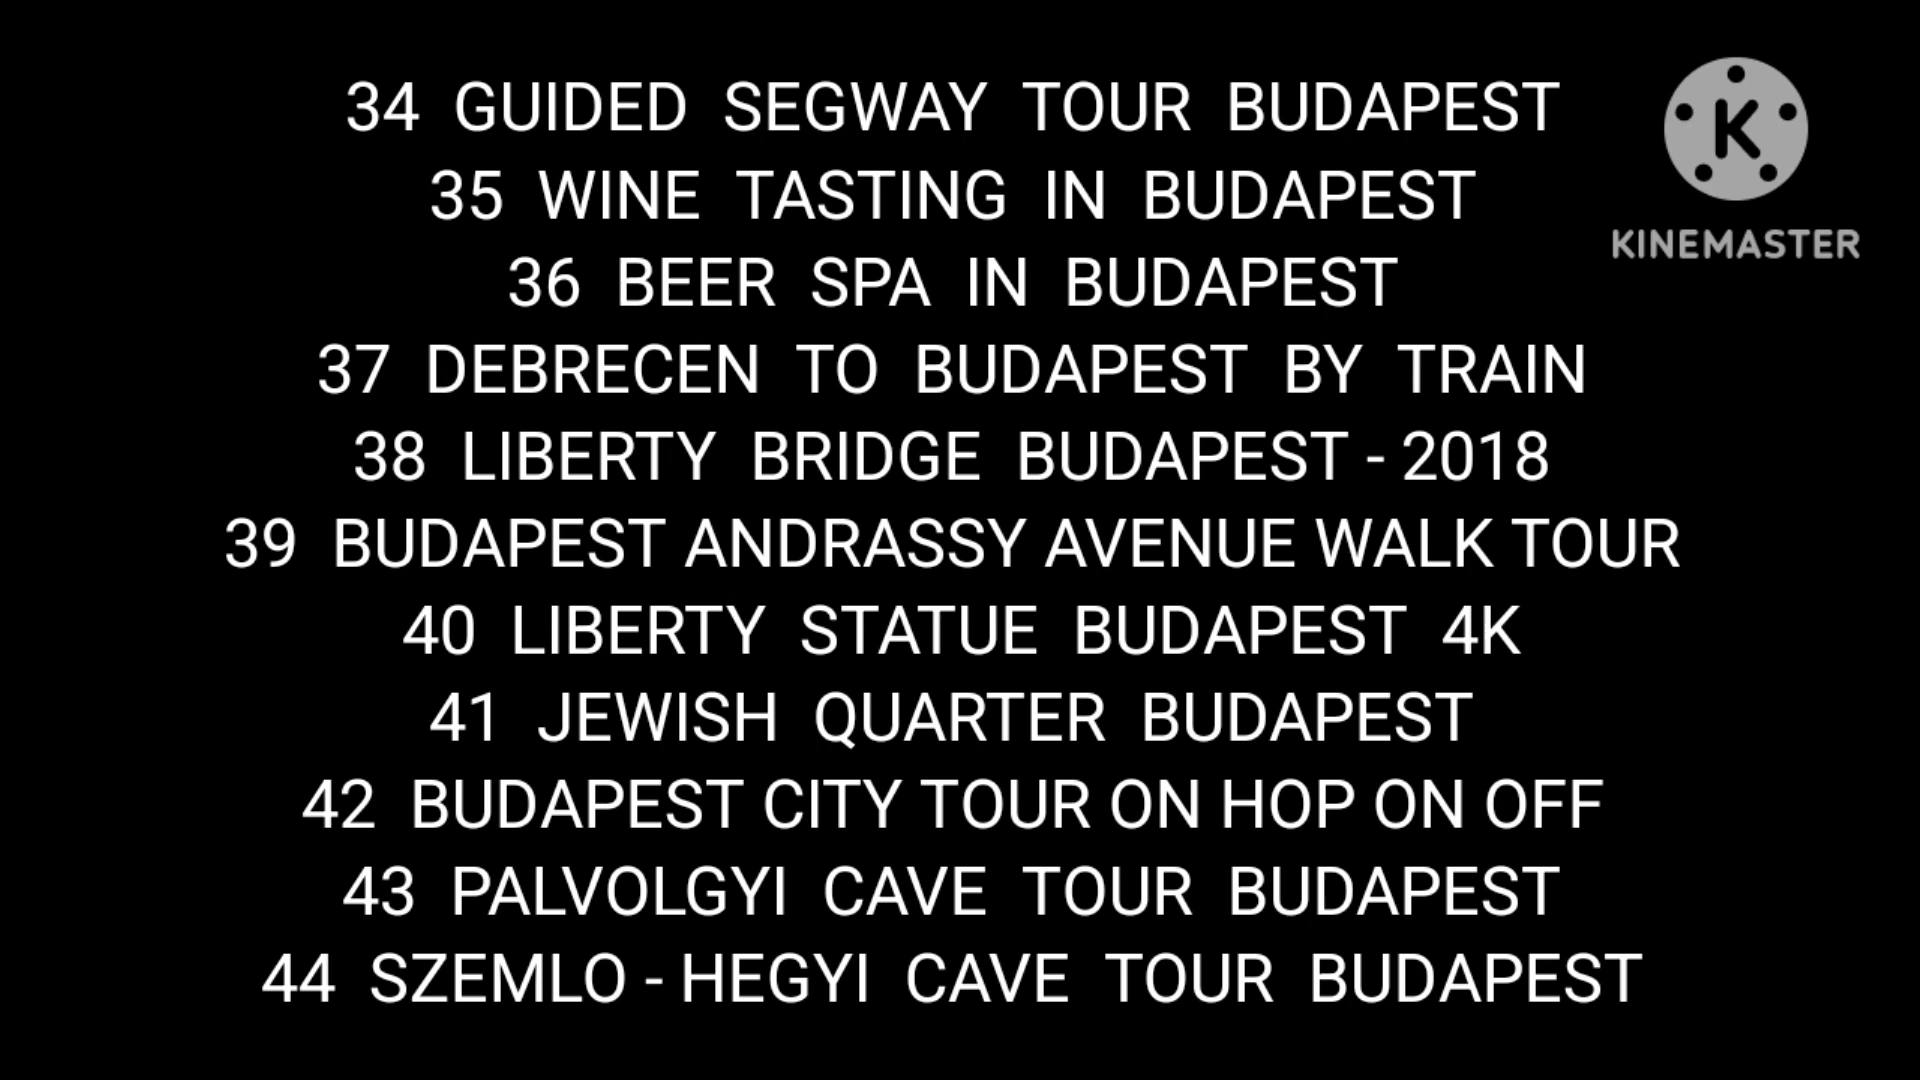 34 GUIDED SEGWAY TOUR BUDAPEST
35 WINE TASTING IN BUDAPEST
36 BEER SPA IN BUDAPEST
37 DEBRECEN TO BUDAPEST BY TRAIN
38 LIBERTY BRIDGE BUDAPEST - 2018
39 BUDAPEST ANDRASSY AVENUE WALK TOUR
40 LIBERTY STATUE BUDAPEST 4K
41 JEWISH QUARTER BUDAPEST
42 BUDAPEST CITY TOUR ON HOP ON OFF
43 PALVOLGYI CAVE TOUR BUDAPEST
44 SZEMLO - HEGYI CAVE TOUR BUDAPEST
K
KINEMASTER